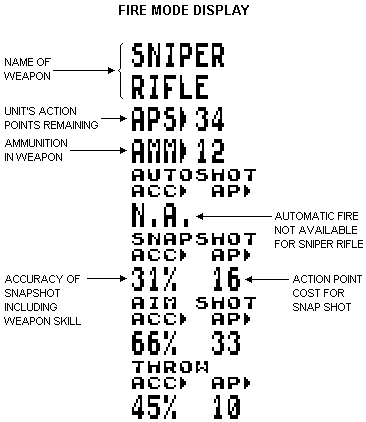 FIRE MODE DISPLAY
NAME OF
WEAPON
SNIPER
RIFLE
UNIT'S ACTION
POINTS REMAINING
APS 34
AMMUNITION
IN WEAPON
AMM 12
AUTOSHOT
ACC AP
N.A.
AUTOMATIC FIRE
NOT AVAILABLE
FOR SNIPER RIFLE
SNAPSHOT
ACC AP
ACCURACY OF
SNAPSHOT
INCLUDING
WEAPON SKILL
31% 16
ACTION POINT
COST FOR
SNAP SHOT
AIM SHOT
ACC AP
66% 33
THROW
ACC AP
45% 10